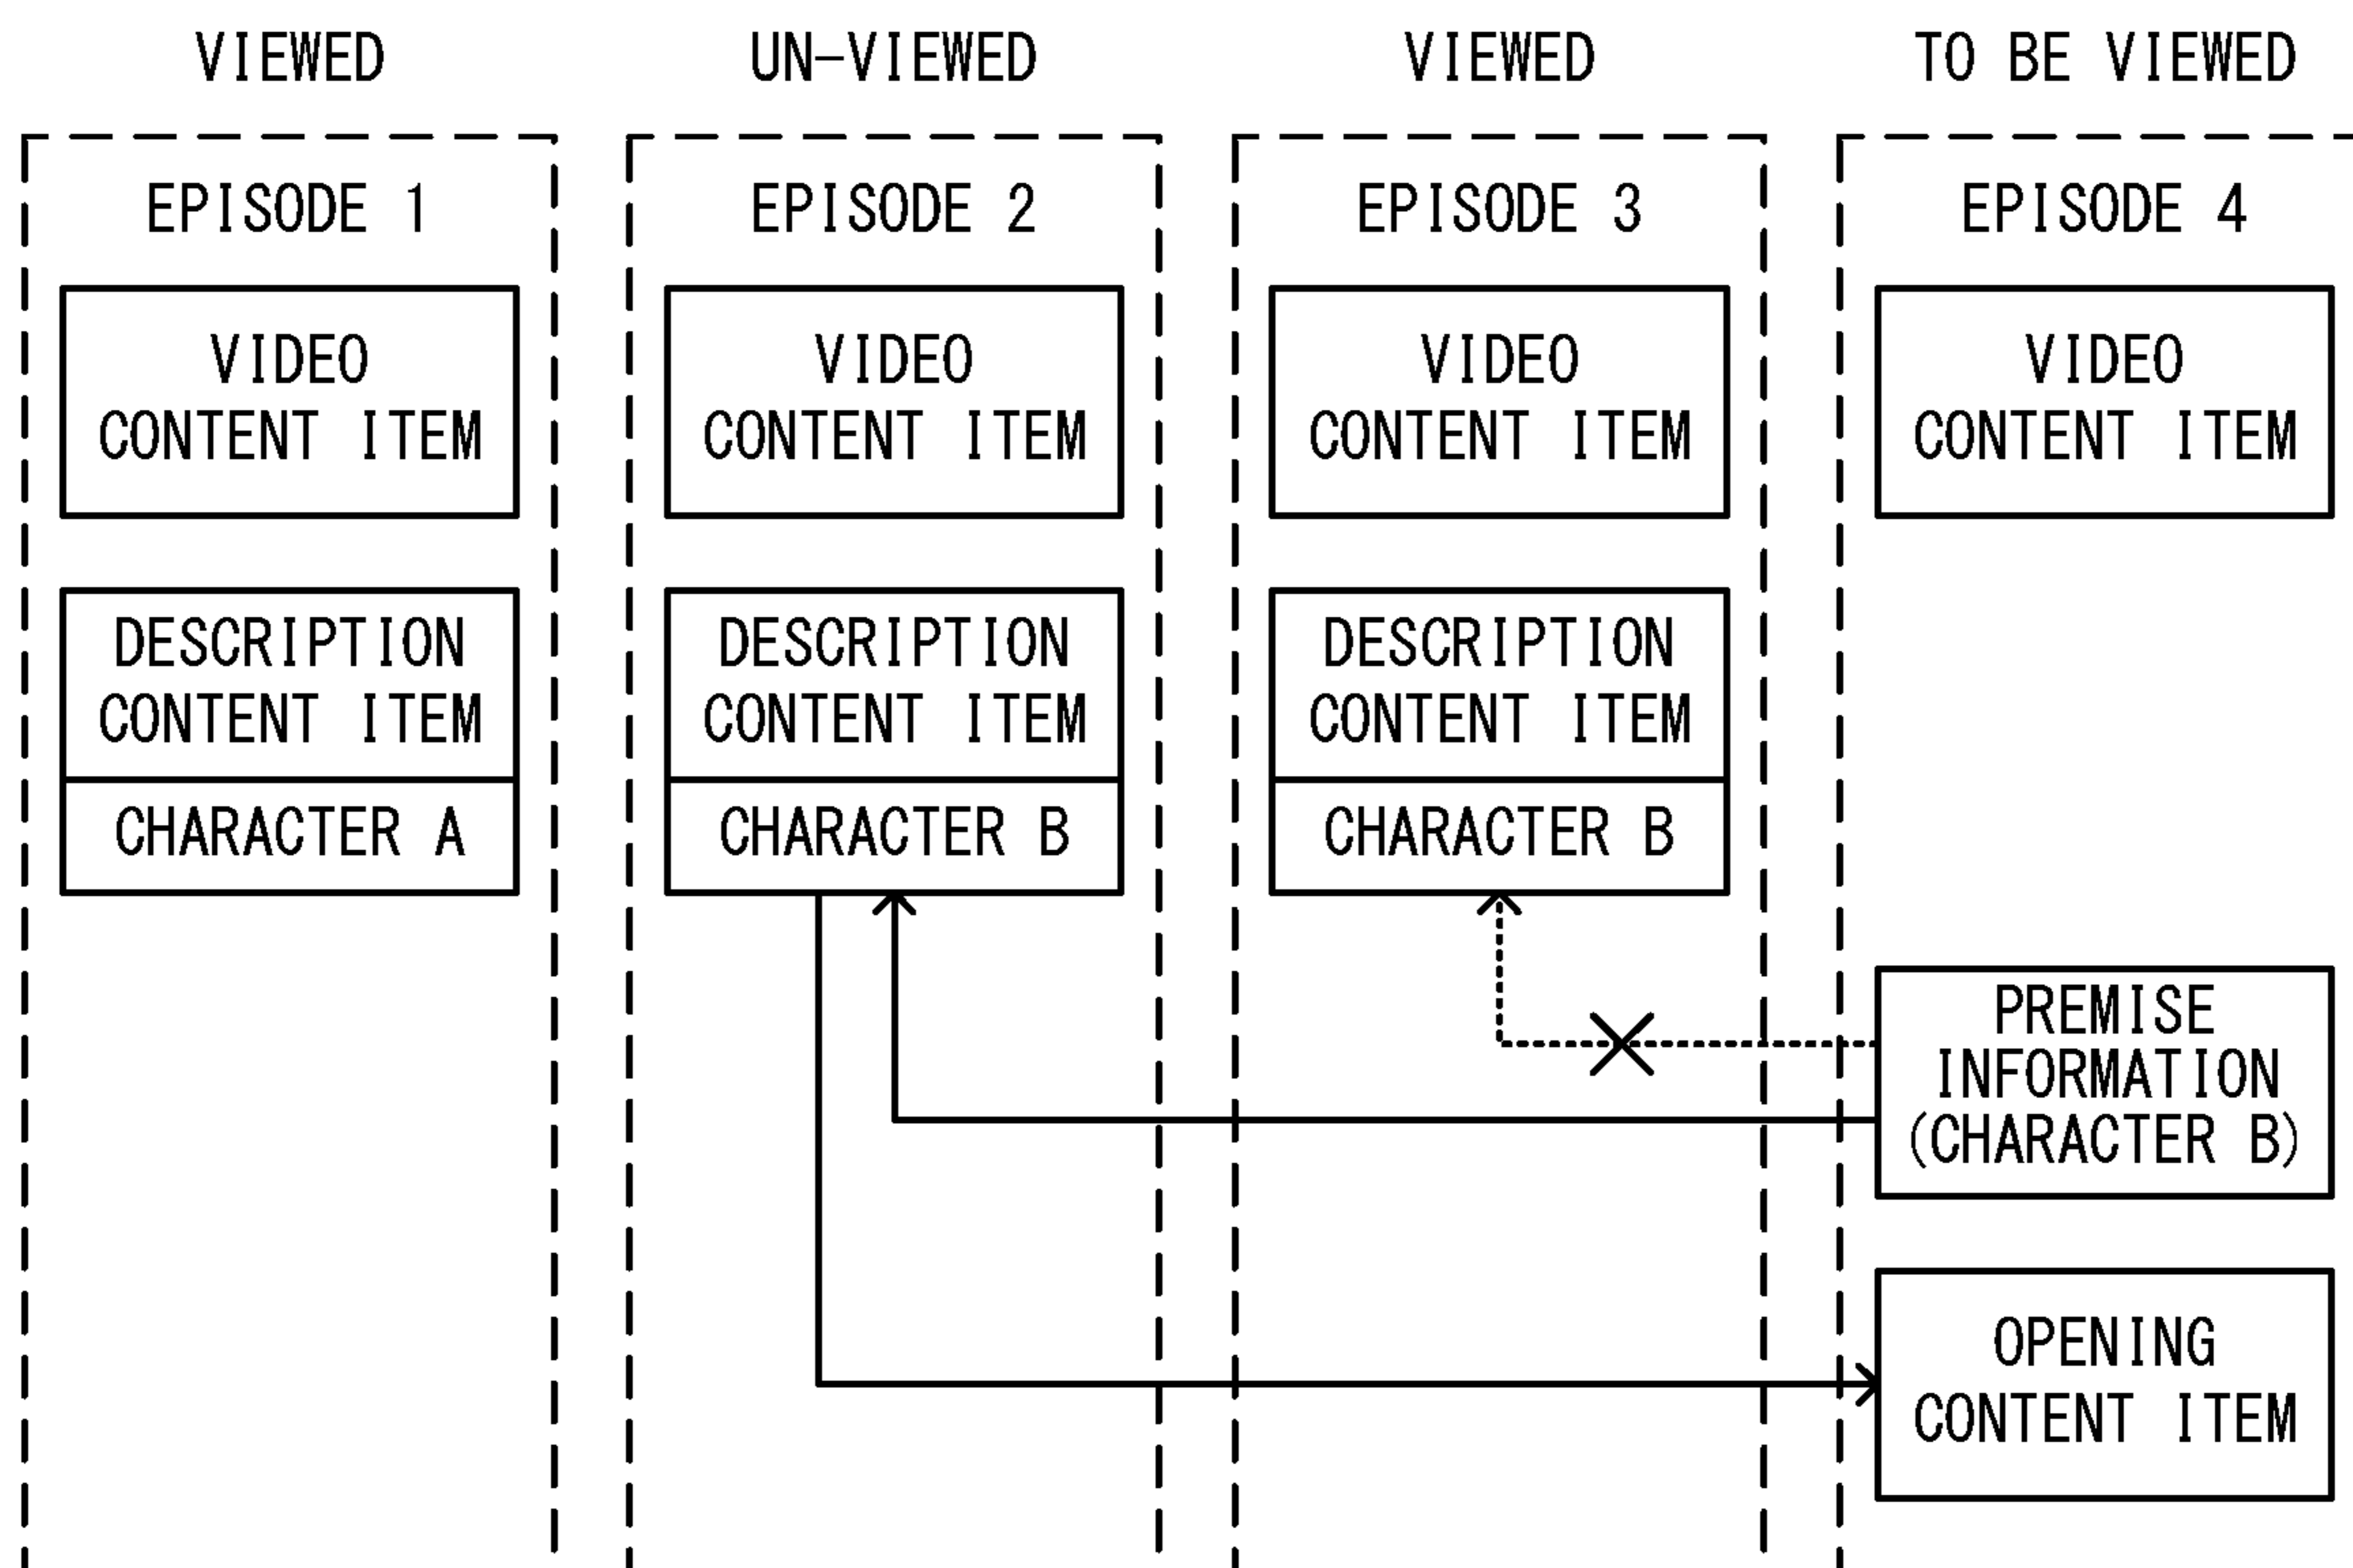 VIEWED
UN-VIEWED
VIEWED
TO BE VIEWED
EPISODE 1
EPISODE 2
EPISODE 3
EPISODE 4
VIDEO
CONTENT ITEM
VIDEO
CONTENT ITEM
VIDEO
CONTENT ITEM
VIDEO
CONTENT ITEM
DESCRIPTION
CONTENT ITEM
CHARACTER A
DESCRIPTION
CONTENT ITEM
CHARACTER B
DESCRIPTION
CONTENT ITEM
CHARACTER B
PREMISE
INFORMATION
(CHARACTER B)
OPENING
CONTENT ITEM